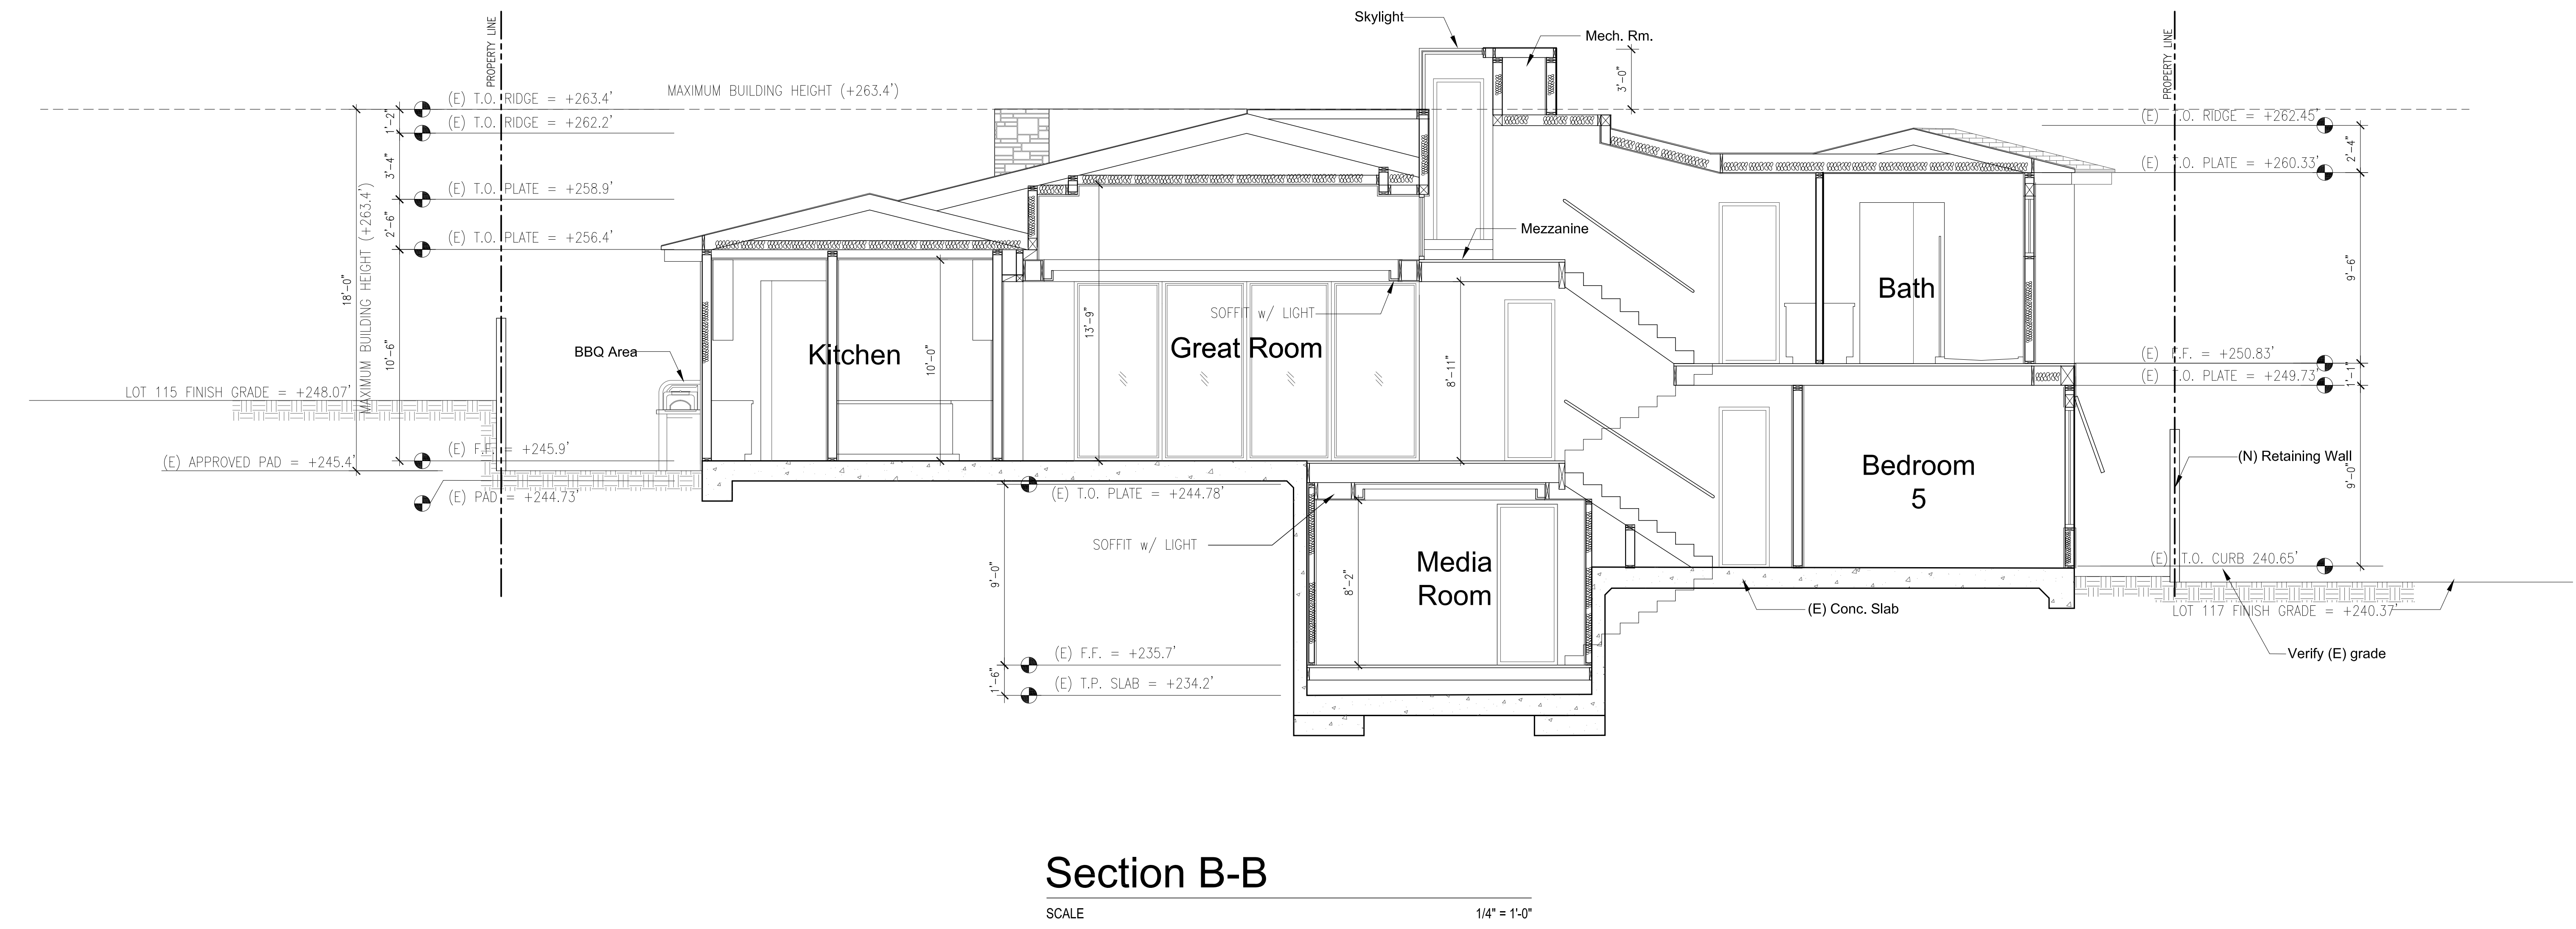 Skylight
Mech. Rm.
PROPERTY LINE
PROPERTY LINE
3'-0"
MAXIMUM BUILDING HEIGHT (+263.4')
(E) T.O. RIDGE = +263.4'
1'-2"
(E) T.O. RIDGE = +262.2'
3'-4"
(E) T.O. PLATE = +258.9'
2'-6"
(E) T.O. PLATE = +256.4'
18'-0"
MAXIMUM BUILDING HEIGHT (+263.4')
10'-6"
(E) T.O. RIDGE = +262.45'
2'-4"
(E) T.O. PLATE = +260.33'
9'-6"
Mezzanine
Bath
SOFFIT w/ LIGHT
13'-9"
Great Room
Kitchen
10'-0"
8'-11"
BBQ Area
(E) F.F. = +250.83'
(E) T.O. PLATE = +249.73'
1'-1"
LOT 115 FINISH GRADE = +248.07'
(E) F.F. = +245.9'
(E) APPROVED PAD = +245.4'
(E) PAD = +244.73'
(E) T.O. PLATE = +244.78'
Bedroom
5
(N) Retaining Wall
9'-0"
SOFFIT w/ LIGHT
9'-0"
8'-2"
Media
Room
(E) T.O. CURB 240.65'
(E) Conc. Slab
LOT 117 FINISH GRADE = +240.37'
Verify (E) grade
(E) F.F. = +235.7'
1'-6"
(E) T.P. SLAB = +234.2'
Section B-B
SCALE 1/4" = 1'-0"